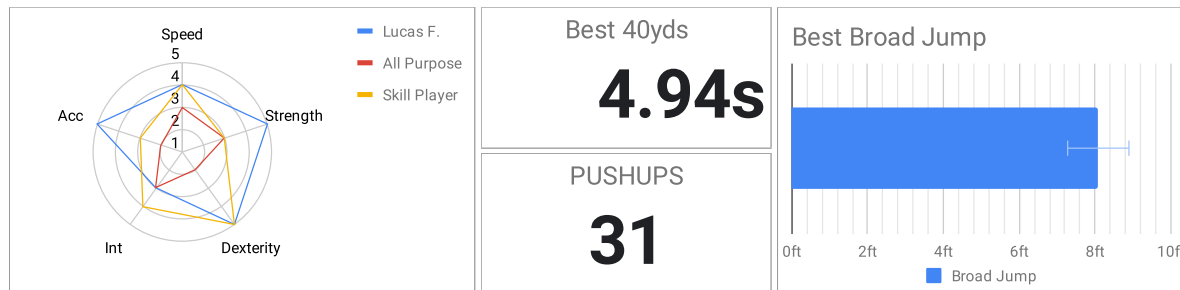 Speed
5
4
3
2
1
Acc
Strength
Int
Dexterity
Lucas F.
All Purpose
Skill Player
Best 40yds
4.94s
PUSHUPS
31
Best Broad Jump
0ft 2ft 4ft 6ft 8ft 10f
Broad Jump